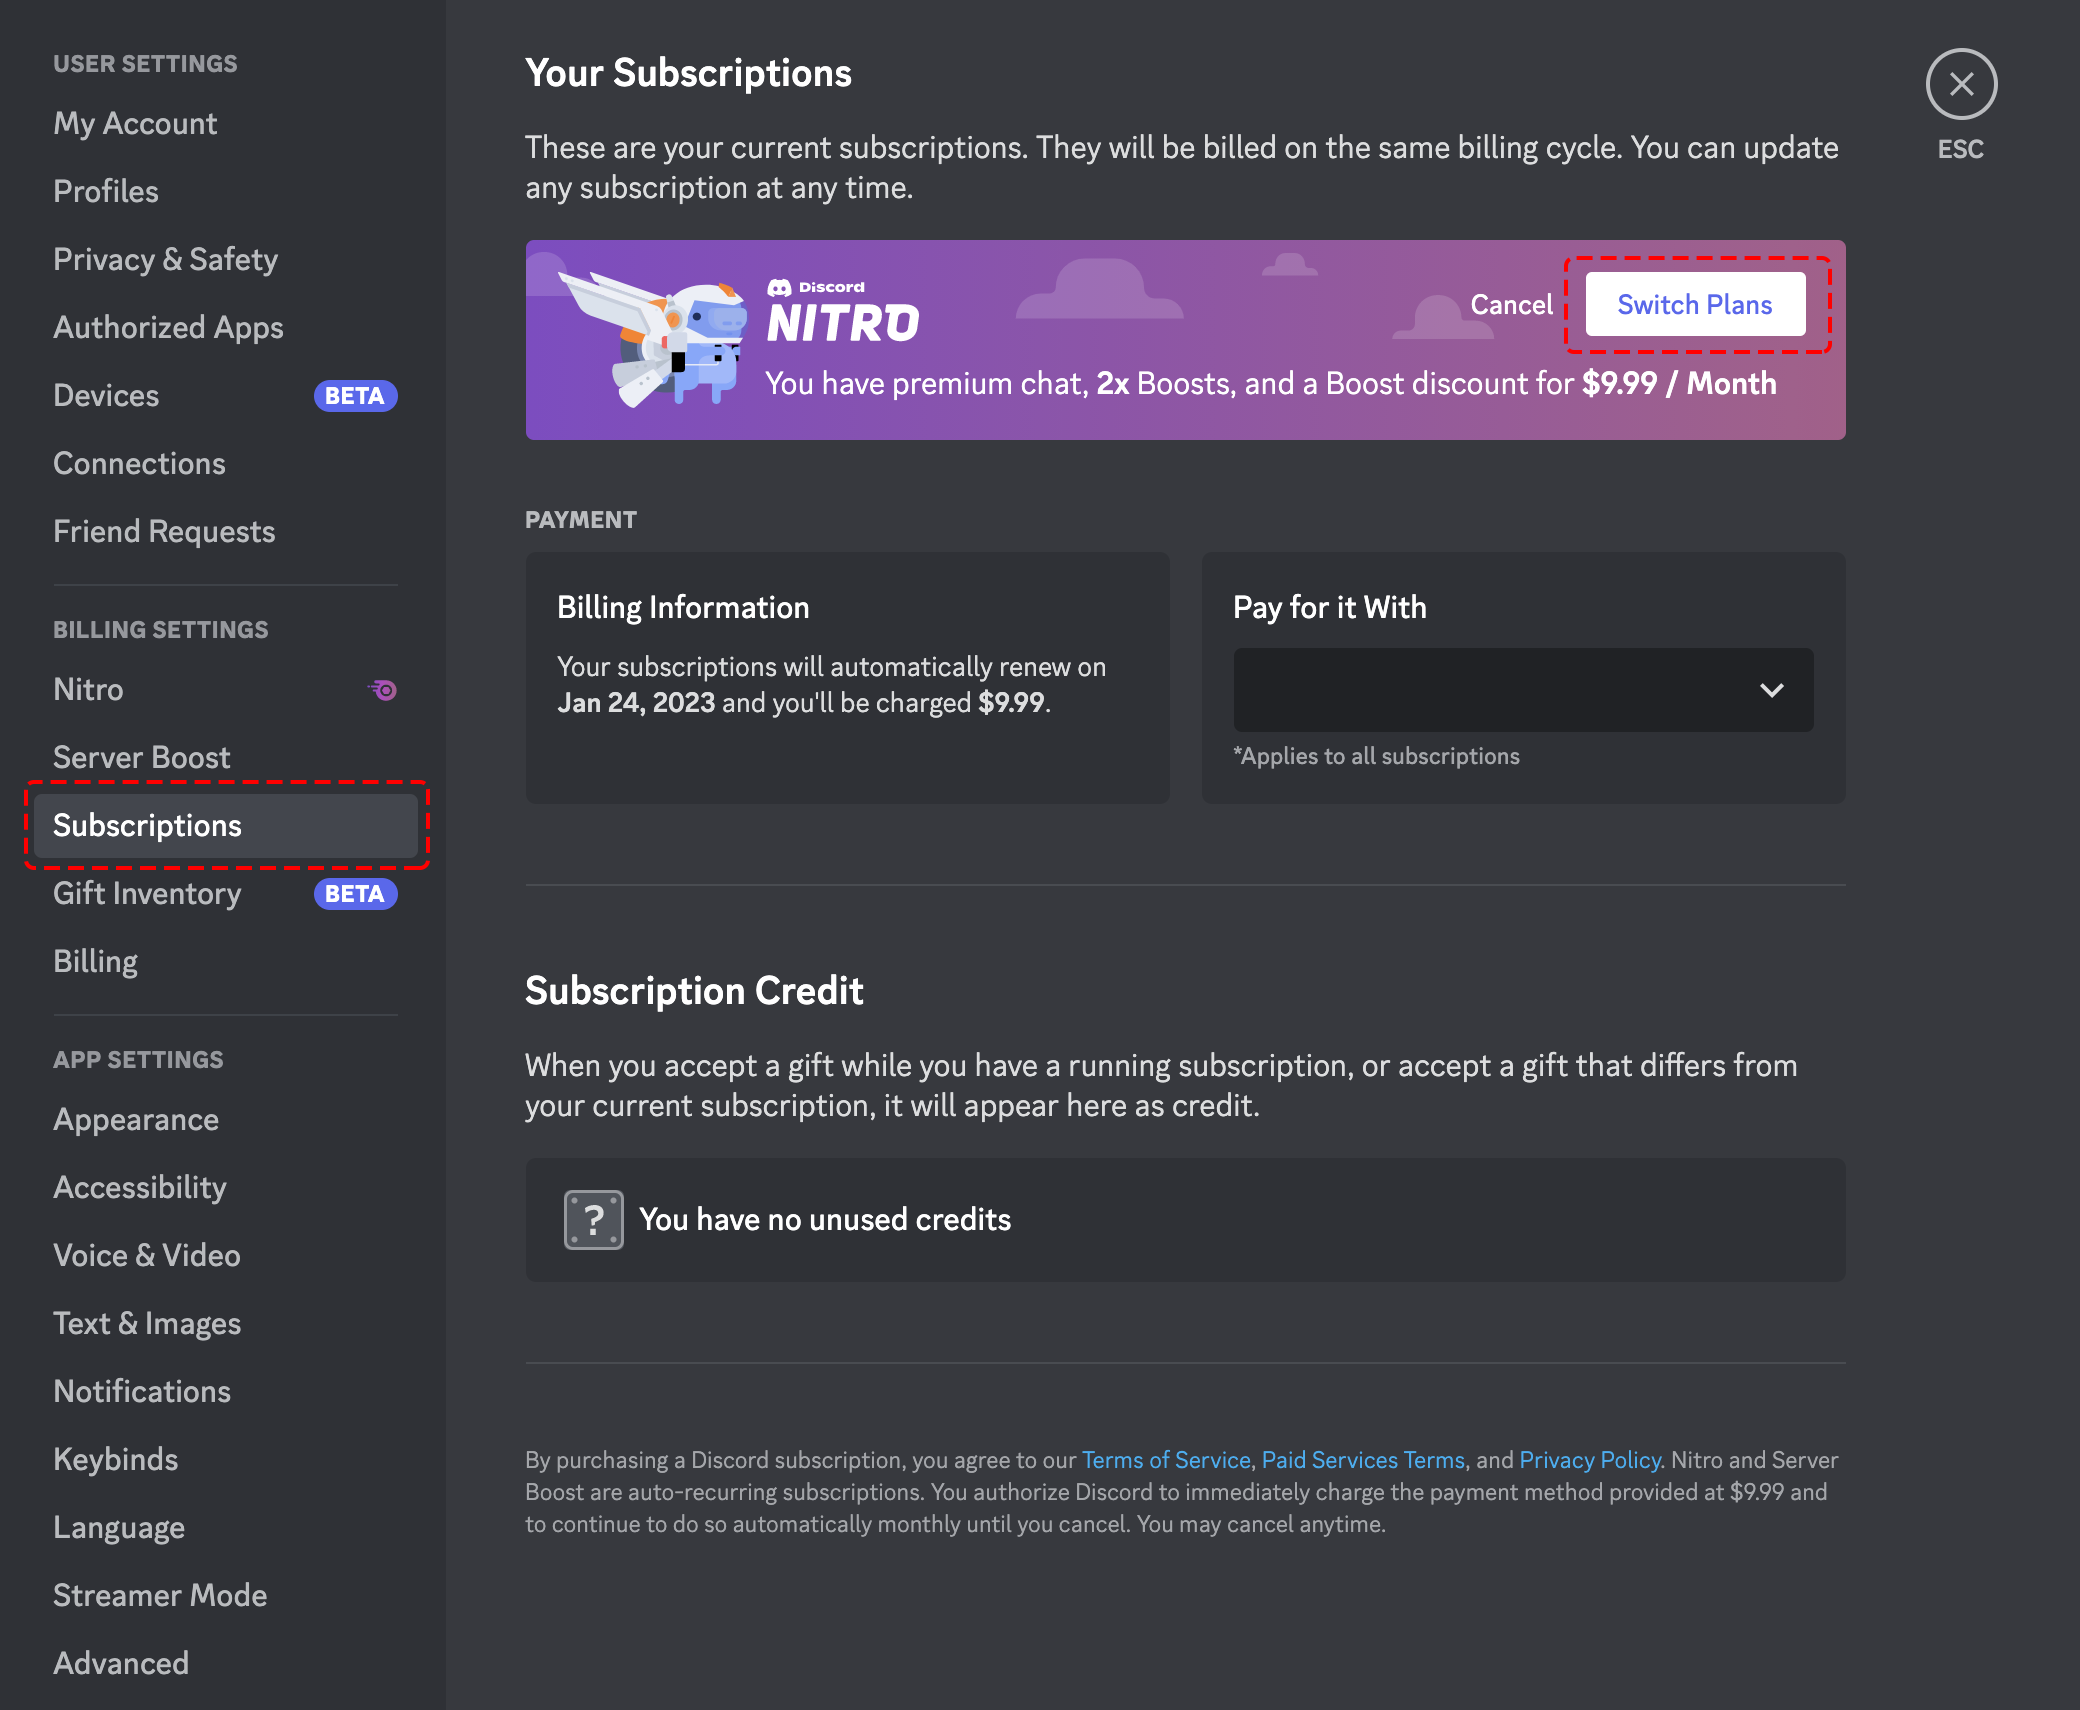 USER SETTINGS
My Account
Profiles
Privacy & Safety
Authorized Apps
Devices BETA
Connections
Friend Requests
BILLING SETTINGS
Nitro
Server Boost
Subscriptions
Gift Inventory BETA
Billing
APP SETTINGS
Appearance
Accessibility
Voice & Video
Text & Images
Notifications
Keybinds
Language
Streamer Mode
Advanced
Your Subscriptions
These are your current subscriptions. They will be billed on the same billing cycle. You can update
any subscription at any time.
Discord
NITRO
Cancel Switch Plans
You have premium chat, 2x Boosts, and a Boost discount for $9.99 / Month
PAYMENT
Billing Information
Your subscriptions will automatically renew on
Jan 24, 2023 and you'll be charged $9.99.
Pay for it With
*Applies to all subscriptions
Subscription Credit
When you accept a gift while you have a running subscription, or accept a gift that differs from
your current subscription, it will appear here as credit.
? You have no unused credits
By purchasing a Discord subscription, you agree to our Terms of Service, Paid Services Terms, and Privacy Policy. Nitro and Server
Boost are auto-recurring subscriptions. You authorize Discord to immediately charge the payment method provided at $9.99 and
to continue to do so automatically monthly until you cancel. You may cancel anytime.
ESC